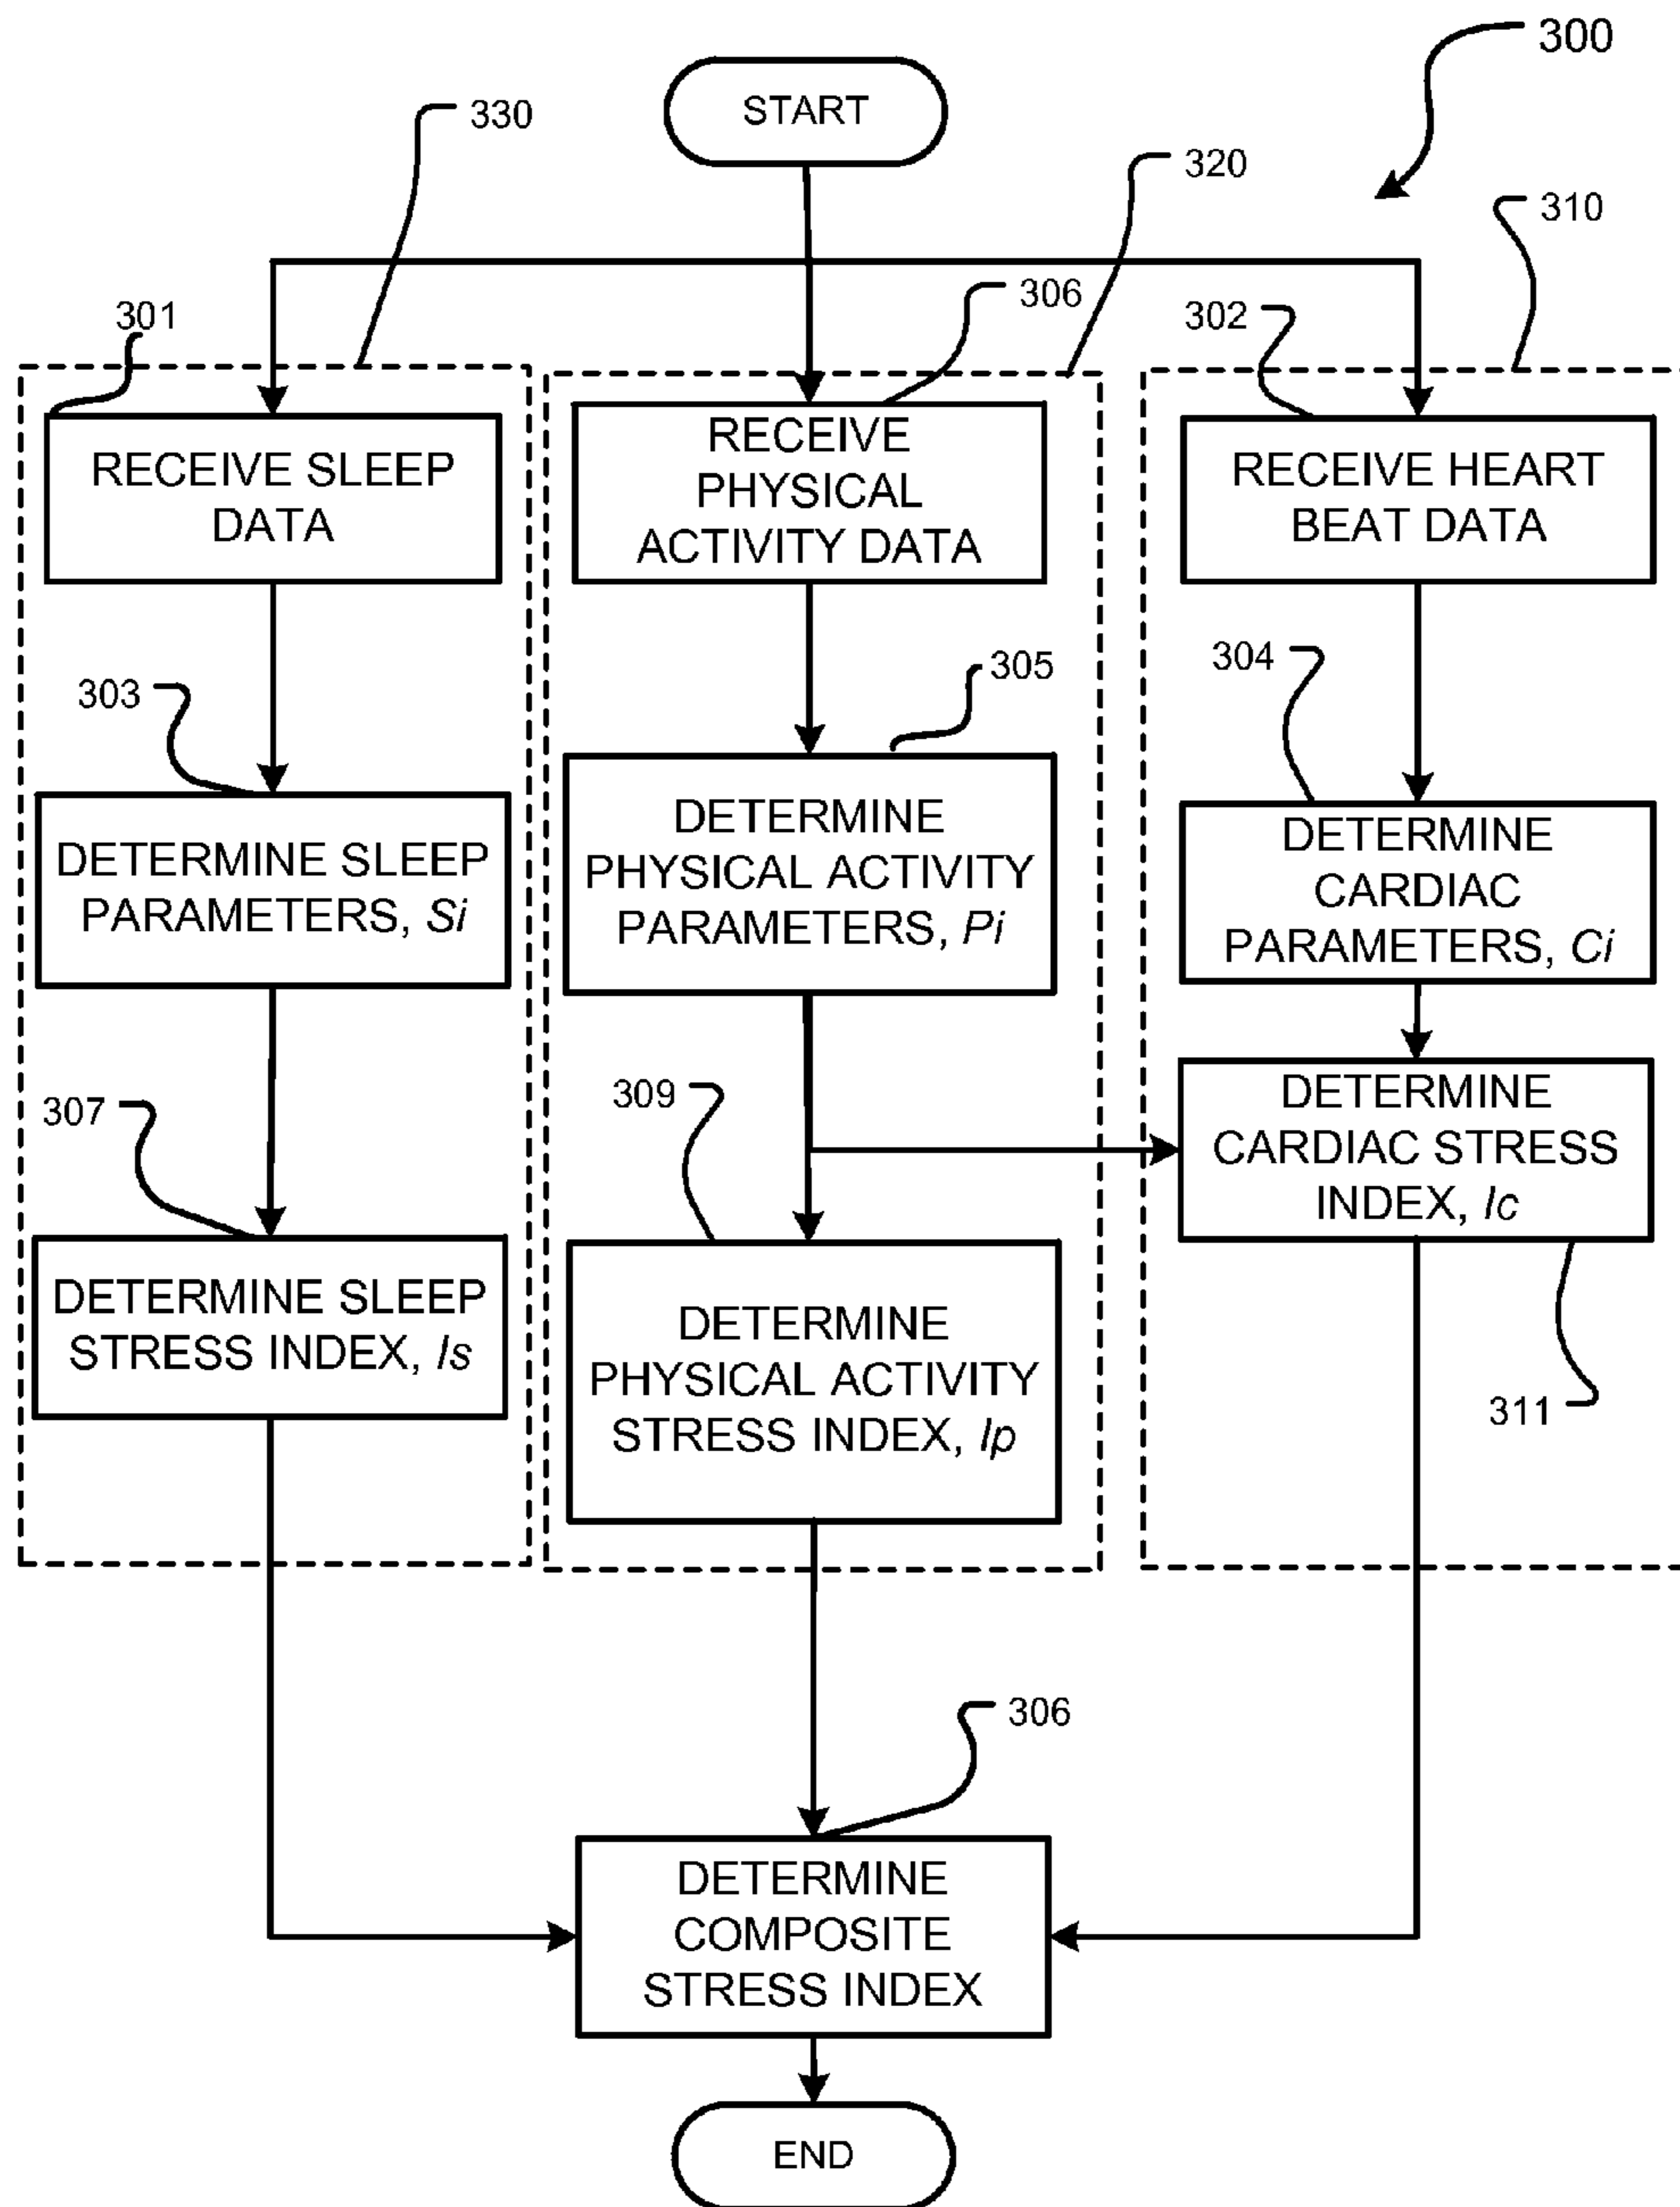 300
START
330
320
310
306
301
302
RECEIVE SLEEP
DATA
RECEIVE
PHYSICAL
ACTIVITY DATA
RECEIVE HEART
BEAT DATA
303
305
304
DETERMINE SLEEP
PARAMETERS, Si
DETERMINE
PHYSICAL ACTIVITY
PARAMETERS, Pi
DETERMINE
CARDIAC
PARAMETERS, Ci
307
309
DETERMINE
CARDIAC STRESS
INDEX, Ic
DETERMINE SLEEP
STRESS INDEX, Is
DETERMINE
PHYSICAL ACTIVITY
STRESS INDEX, Ip
311
306
DETERMINE
COMPOSITE
STRESS INDEX
END